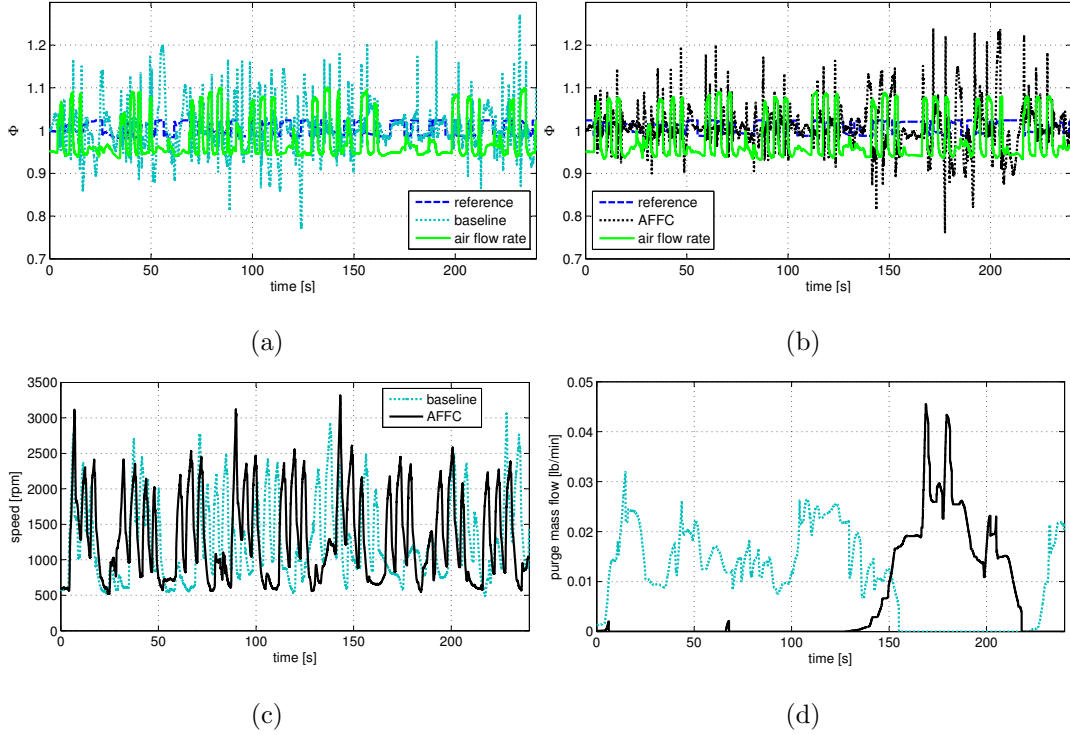 1.2
1.1
1
0.9
0.8
0.7
Φ
reference
baseline
air flow rate
0 50 100 150 200
time [s]
(a)
1.2
1.1
1
0.9
0.8
0.7
Φ
reference
AFFC
air flow rate
0 50 100 150 200
time [s]
(b)
3500
3000
2500
2000
1500
1000
500
0
speed [rpm]
baseline
AFFC
0 50 100 150 200
time [s]
(c)
0.05
0.04
0.03
0.02
0.01
0
purge mass flow [lb/min]
0 50 100 150 200
time [s]
(d)